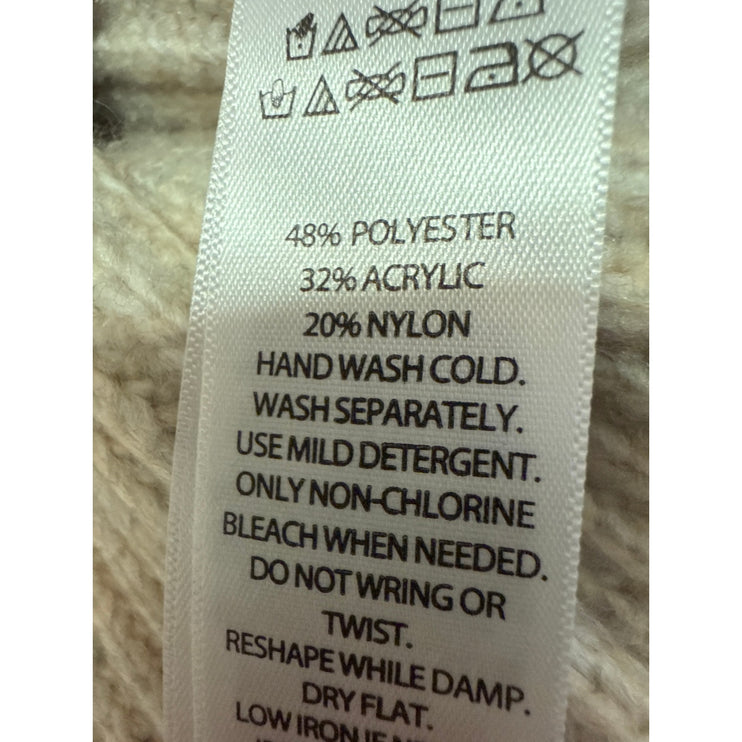 48% POLYESTER
32% ACRYLIC
20% NYLON
HAND WASH COLD.
WASH SEPARATELY.
USE MILD DETERGENT.
ONLY NON-CHLORINE
BLEACH WHEN NEEDED.
DO NOT WRING OR
TWIST.
RESHAPE WHILE DAMP.
DRY FLAT.
LOW IRON IF